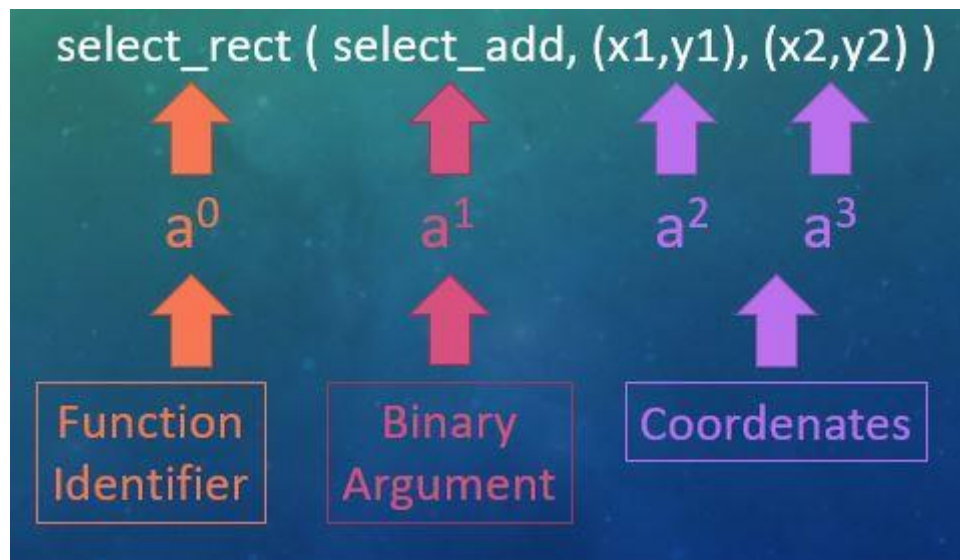 select_rect ( select_add, (x1,y1), (x2,y2) )
a⁰ a¹ a² a³
Function Identifier
Binary Argument
Coordenates